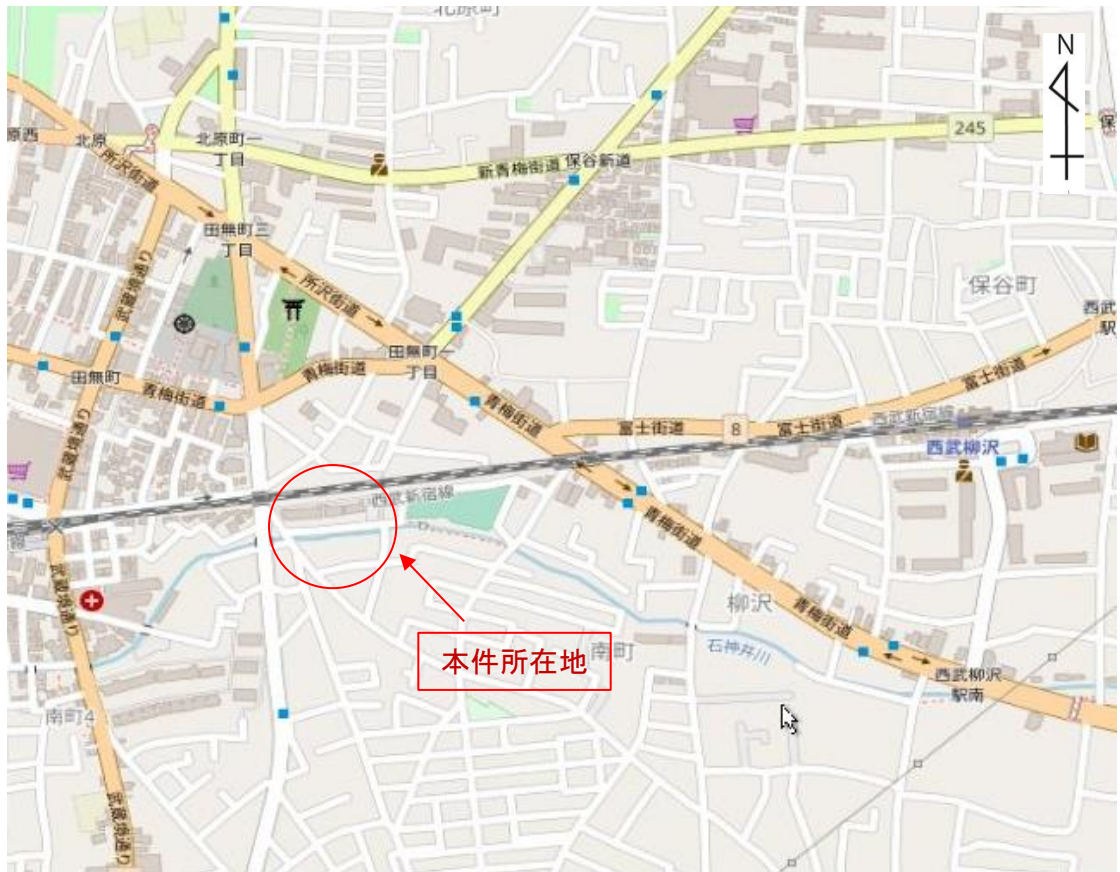 北原町
N
245
保
原西
北原
北原町一
丁目
所沢街道
新青梅街道
保谷新道
田無町三
丁目
武蔵境通り
所沢街道
保谷町
西武
駅
田無町一
丁目
田無町
青梅街道
青梅街道
青梅街道
富士街道
富士街道
8
富士街道
西武新宿線
西武柳沢
武蔵境通り
西武新宿線
青梅街道
武蔵境通り
柳沢
青梅街道
本件所在地
南町
石神井川
西武柳沢
駅南
南町4
武蔵境通り